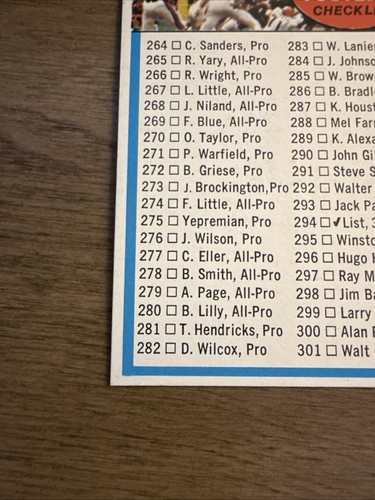 CHECKLI
264 ☐ C. Sanders, Pro
265 ☐ R. Yary, All-Pro
266 ☐ R. Wright, Pro
267 ☐ L. Little, All-Pro
268 ☐ J. Niland, All-Pro
269 ☐ F. Blue, All-Pro
270 ☐ O. Taylor, Pro
271 ☐ P. Warfield, Pro
272 ☐ B. Griese, Pro
273 ☐ J. Brockington, Pro
274 ☐ F. Little, All-Pro
275 ☐ Yepremian, Pro
276 ☐ J. Wilson, Pro
277 ☐ C. Eller, All-Pro
278 ☐ B. Smith, All-Pro
279 ☐ A. Page, All-Pro
280 ☐ B. Lilly, All-Pro
281 ☐ T. Hendricks, Pro
282 ☐ D. Wilcox, Pro
283 ☐ W. Lanie
284 ☐ J. Johnso
285 ☐ W. Brow
286 ☐ B. Bradl
287 ☐ K. Houst
288 ☐ Mel Far
289 ☐ K. Alexa
290 ☐ John Gi
291 ☐ Steve S
292 ☐ Walter
293 ☐ Jack Pa
294 ☐ ✓List, 3
295 ☐ Winsto
296 ☐ Hugo
297 ☐ Ray M
298 ☐ Jim Ba
299 ☐ Larry
300 ☐ Alan
301 ☐ Walt